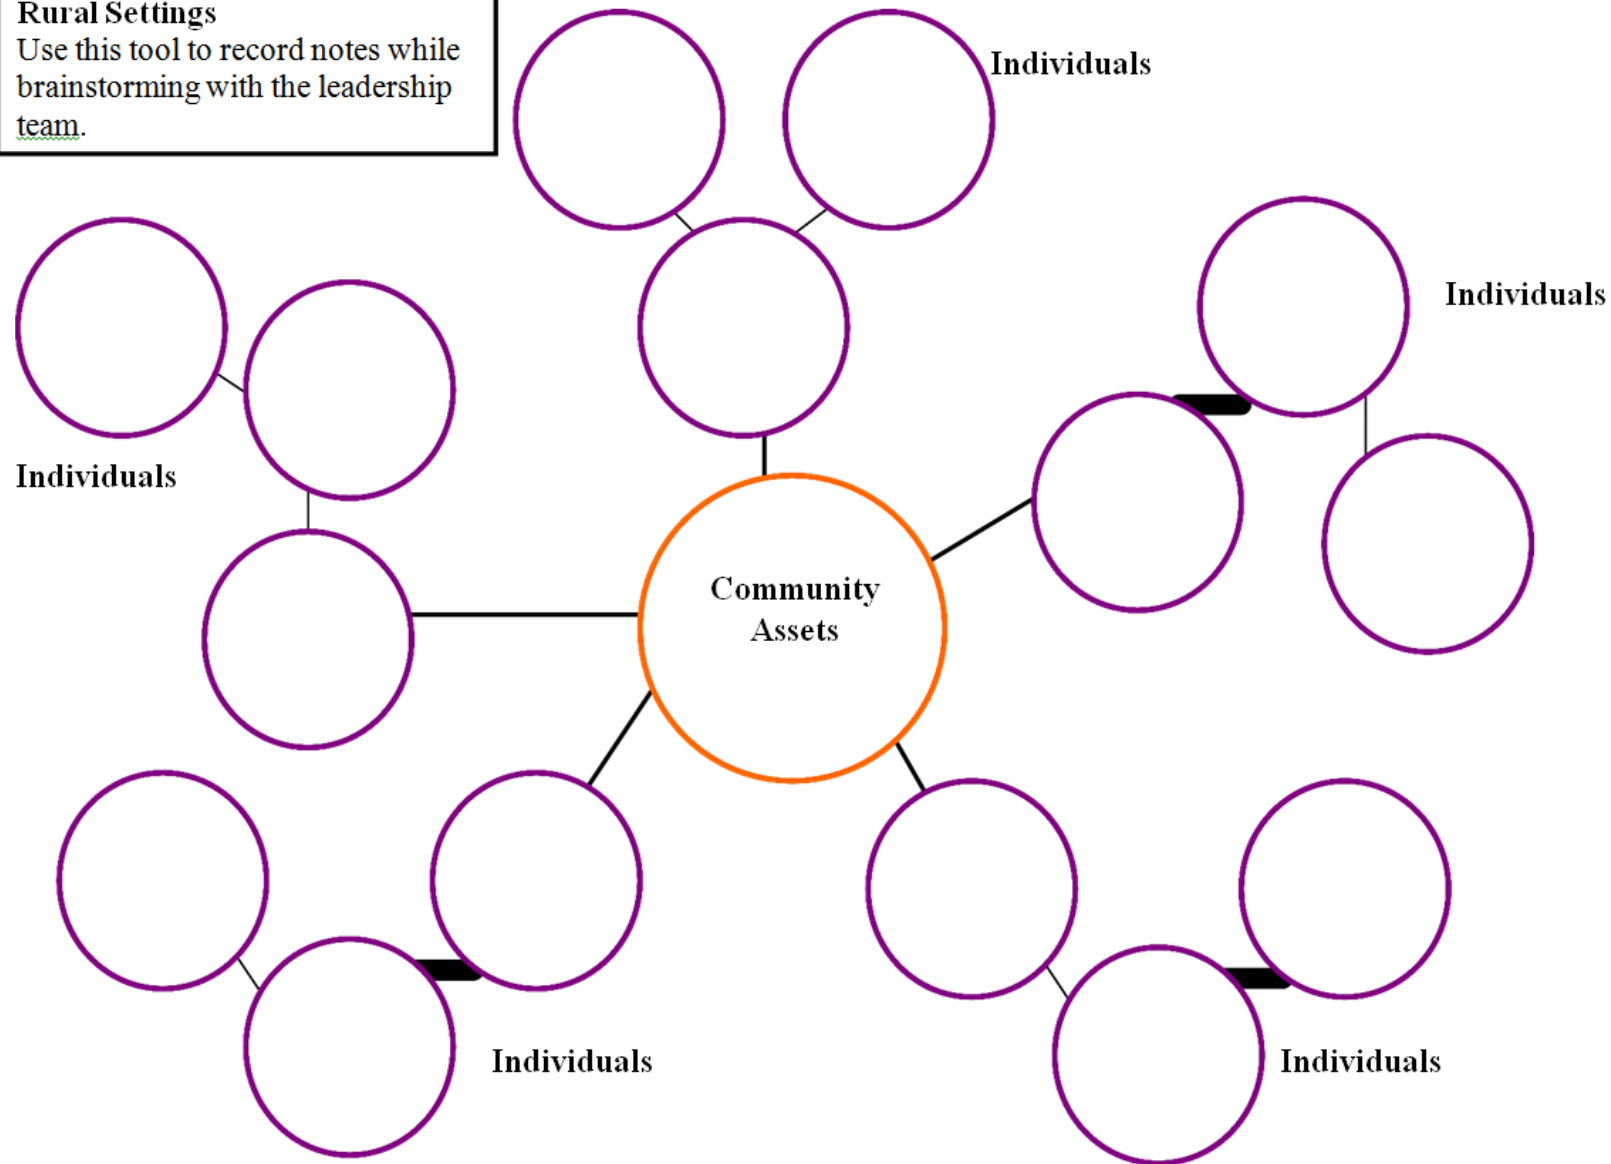 Rural Settings
Use this tool to record notes while
brainstorming with the leadership
team.
Individuals
Individuals
Individuals
Community
Assets
Individuals
Individuals